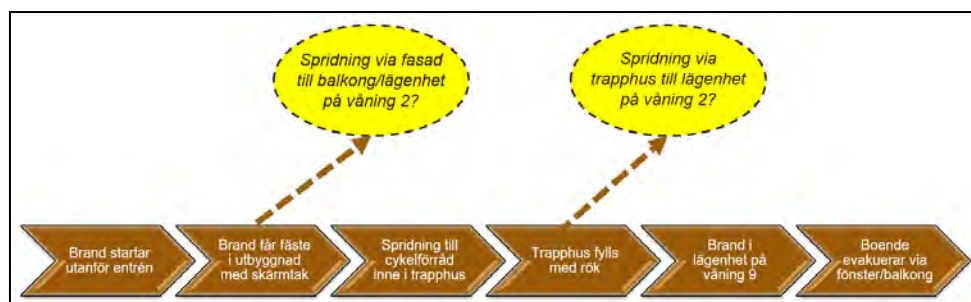 Spridning via fasad
till balkong/lägenhet
på våning 2?
Spridning via
trapphus till lägenhet
på våning 2?
Brand startar
utanför entrén
Brand får fäste
i utbyggnad
med skärmtak
Spridning till
cykelförråd
inne i trapphus
Trapphus fylls
med rök
Brand i
lägenhet på
våning 9
Boende
evakuerar via
fönster/balkong